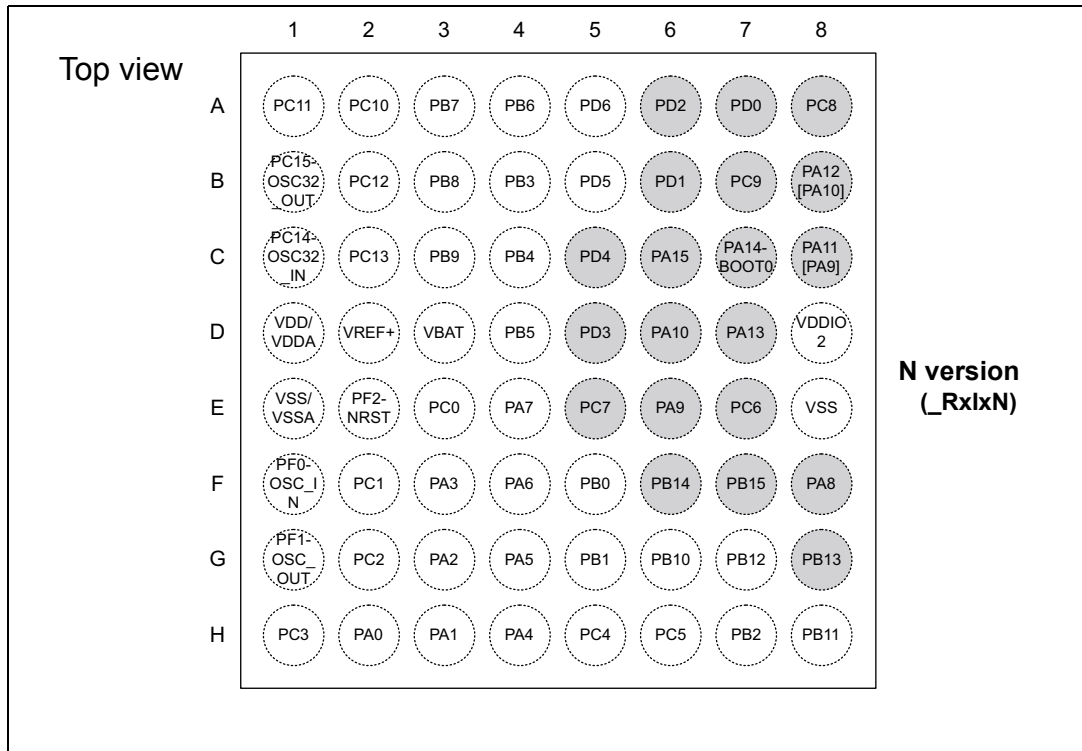 1 2 3 4 5 6 7 8
Top view
A PC11 PC10 PB7 PB6 PD6 PD2 PD0 PC8
B PC15-OSC32_OUT PC12 PB8 PB3 PD5 PD1 PC9 PA12 [PA10]
C PC14-OSC32_IN PC13 PB9 PB4 PD4 PA15 PA14-BOOT0 PA11 [PA9]
D VDD/VDDA VREF+ VBAT PB5 PD3 PA10 PA13 VDDIO2
E VSS/VSSA PF2-NRST PC0 PA7 PC7 PA9 PC6 VSS
N version
(_RxIxN)
F PF0-OSC_IN PC1 PA3 PA6 PB0 PB14 PB15 PA8
G PF1-OSC_OUT PC2 PA2 PA5 PB1 PB10 PB12 PB13
H PC3 PA0 PA1 PA4 PC4 PC5 PB2 PB11